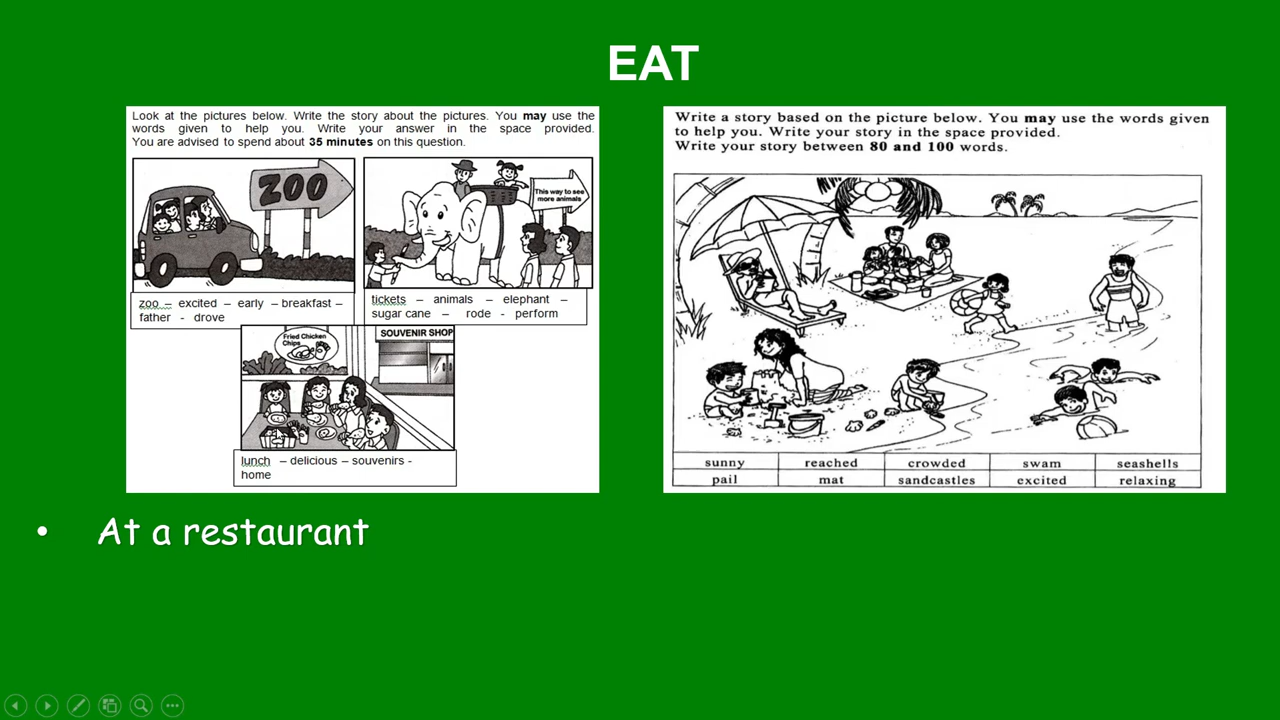 EAT
Look at the pictures below. Write the story about the pictures. You may use the
words given to help you. Write your answer in the space provided.
You are advised to spend about 35 minutes on this question.
ZOO
This way to see
more animals
zoo – excited – early – breakfast –
father - drove
tickets – animals – elephant –
sugar cane – rode - perform
Fried Chicken
Chips
SOUVENIR SHOP
lunch – delicious – souvenirs -
home
Write a story based on the picture below. You may use the words given
to help you. Write your story in the space provided.
Write your story between 80 and 100 words.
sunny reached crowded swam seashells
pail mat sandcastles excited relaxing
• At a restaurant